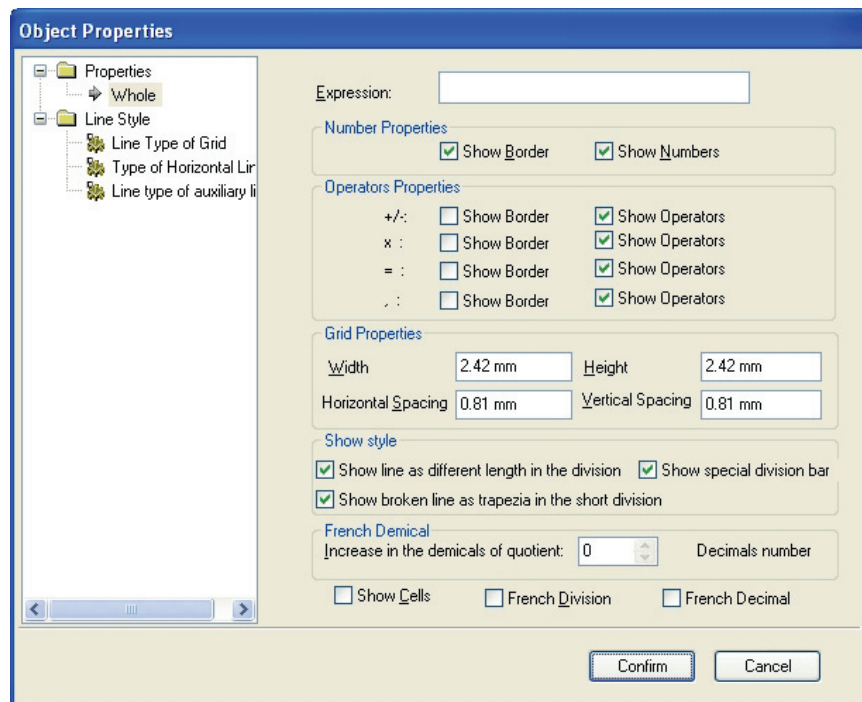 Object Properties
Properties
Whole
Line Style
Line Type of Grid
Type of Horizontal Lir
Line type of auxiliary li
Expression:
Number Properties
Show Border Show Numbers
Operators Properties
+/-: Show Border Show Operators
x : Show Border Show Operators
= : Show Border Show Operators
, : Show Border Show Operators
Grid Properties
Width 2.42 mm Height 2.42 mm
Horizontal Spacing 0.81 mm Vertical Spacing 0.81 mm
Show style
Show line as different length in the division Show special division bar
Show broken line as trapezia in the short division
French Demical
Increase in the demicals of quotient: 0 Decimals number
Show Cells French Division French Decimal
Confirm Cancel